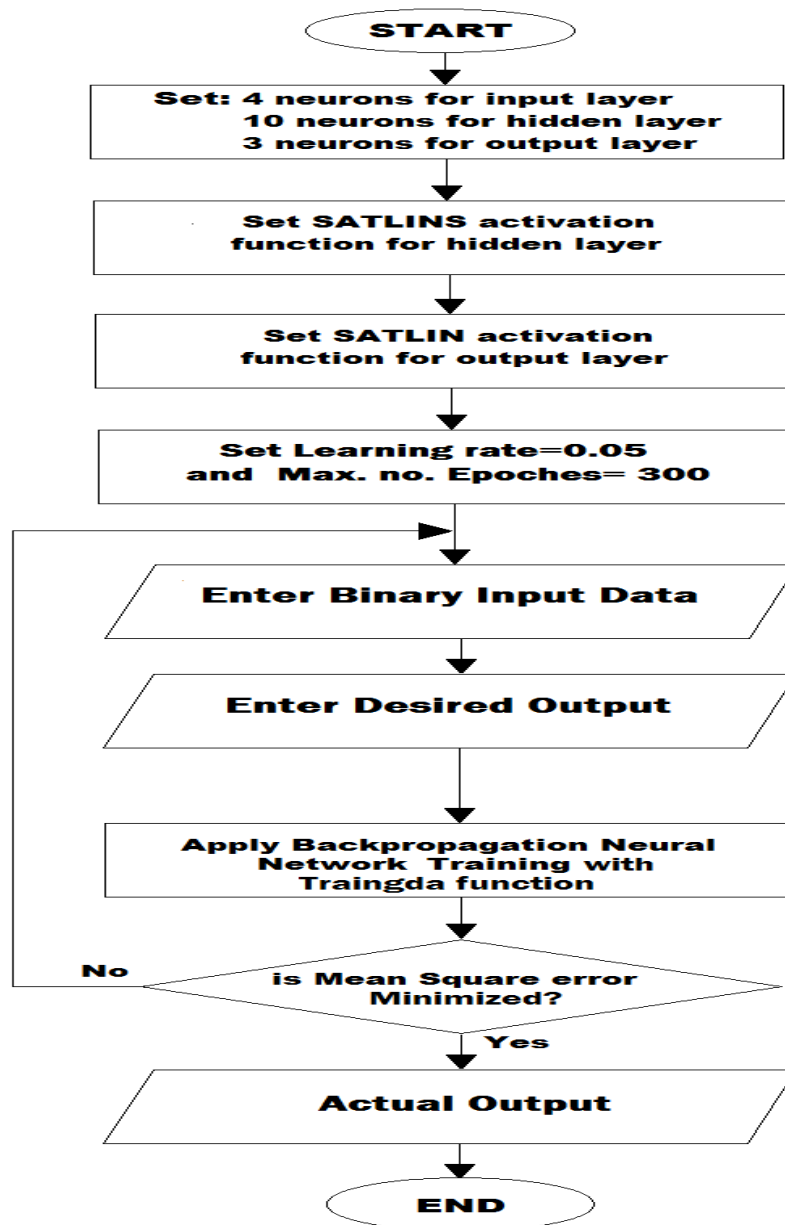 START
Set: 4 neurons for input layer
10 neurons for hidden layer
3 neurons for output layer
Set SATLINS activation
function for hidden layer
Set SATLIN activation
function for output layer
Set Learning rate=0.05
and Max. no. Epoches= 300
Enter Binary Input Data
Enter Desired Output
Apply Backpropagation Neural
Network Training with
Traingda function
No
is Mean Square error
Minimized?
Yes
Actual Output
END